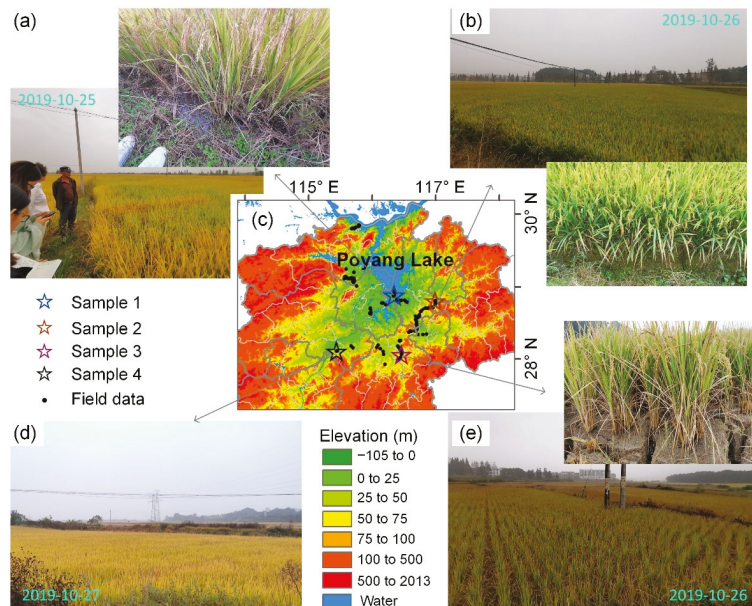 (a)
2019-10-25
(b)
2019-10-26
115° E
117° E
(c)
30° N
Poyang Lake
28° N
Sample 1
Sample 2
Sample 3
Sample 4
Field data
(d)
2019-10-27
Elevation (m)
−105 to 0
0 to 25
25 to 50
50 to 75
75 to 100
100 to 500
500 to 2013
Water
(e)
2019-10-26